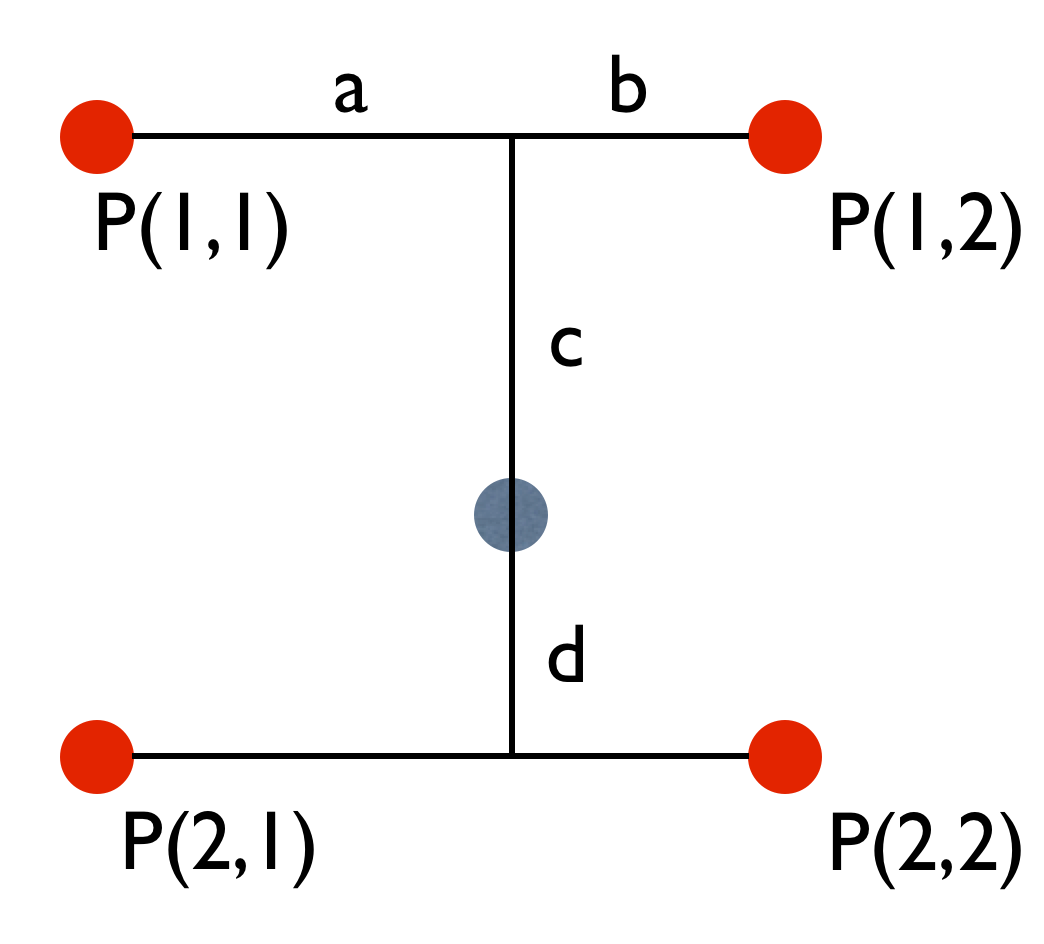 a b
P(1,1) P(1,2)
c
d
P(2,1) P(2,2)